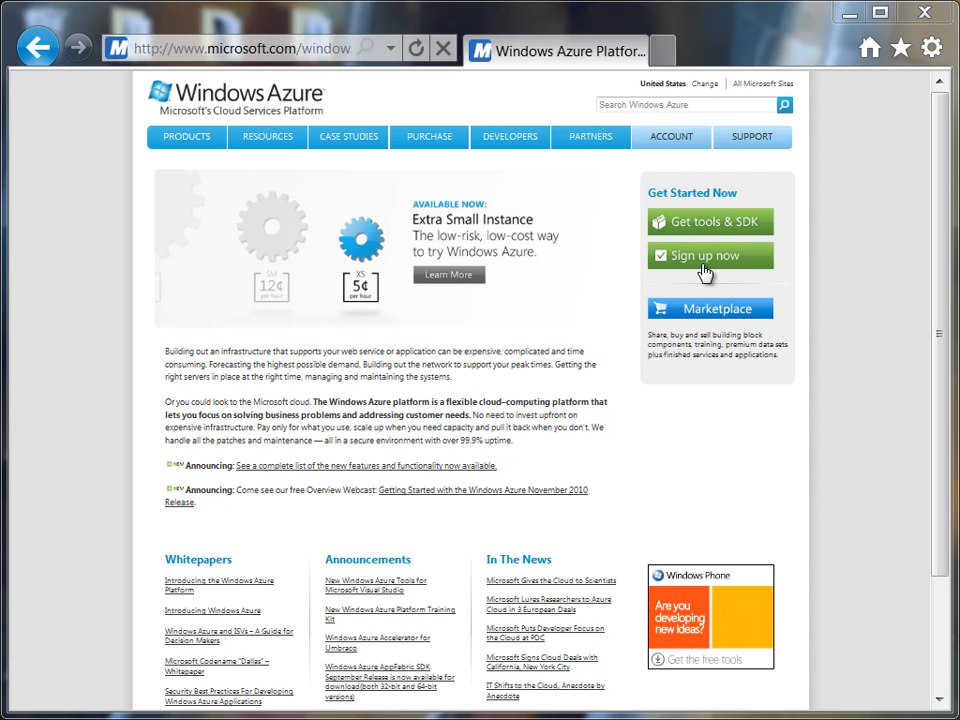 http://www.microsoft.com/window
Windows Azure Platfor...
Windows Azure
Microsoft's Cloud Services Platform
United States Change | All Microsoft Sites
Search Windows Azure
PRODUCTS
RESOURCES
CASE STUDIES
PURCHASE
DEVELOPERS
PARTNERS
ACCOUNT
SUPPORT
AVAILABLE NOW:
Extra Small Instance
The low-risk, low-cost way
to try Windows Azure.
Learn More
SM
12¢
per hour
XS
5¢
per hour
Get Started Now
Get tools & SDK
Sign up now
Marketplace
Share, buy and sell building block
components, training, premium data sets
plus finished services and applications.
Building out an infrastructure that supports your web service or application can be expensive, complicated and time
consuming. Forecasting the highest possible demand. Building out the network to support your peak times. Getting the
right servers in place at the right time, managing and maintaining the systems.
Or you could look to the Microsoft cloud. The Windows Azure platform is a flexible cloud–computing platform that
lets you focus on solving business problems and addressing customer needs. No need to invest upfront on
expensive infrastructure. Pay only for what you use, scale up when you need capacity and pull it back when you don't. We
handle all the patches and maintenance — all in a secure environment with over 99.9% uptime.
NEW Announcing: See a complete list of the new features and functionality now available.
NEW Announcing: Come see our free Overview Webcast: Getting Started with the Windows Azure November 2010
Release.
Whitepapers
Introducing the Windows Azure
Platform
Introducing Windows Azure
Windows Azure and ISVs – A Guide for
Decision Makers
Microsoft Codename "Dallas" –
Whitepaper
Security Best Practices For Developing
Windows Azure Applications
Announcements
New Windows Azure Tools for
Microsoft Visual Studio
New Windows Azure Platform Training
Kit
Windows Azure Accelerator for
Umbraco
Windows Azure AppFabric SDK
September Release is now available for
download(both 32-bit and 64-bit
versions)
In The News
Microsoft Gives the Cloud to Scientists
Microsoft Lures Researchers to Azure
Cloud in 3 European Deals
Microsoft Puts Developer Focus on
the Cloud at PDC
Microsoft Signs Cloud Deals with
California, New York City
IT Shifts to the Cloud, Anecdote by
Anecdote
Windows Phone
Are you
developing
new ideas?
Get the free tools